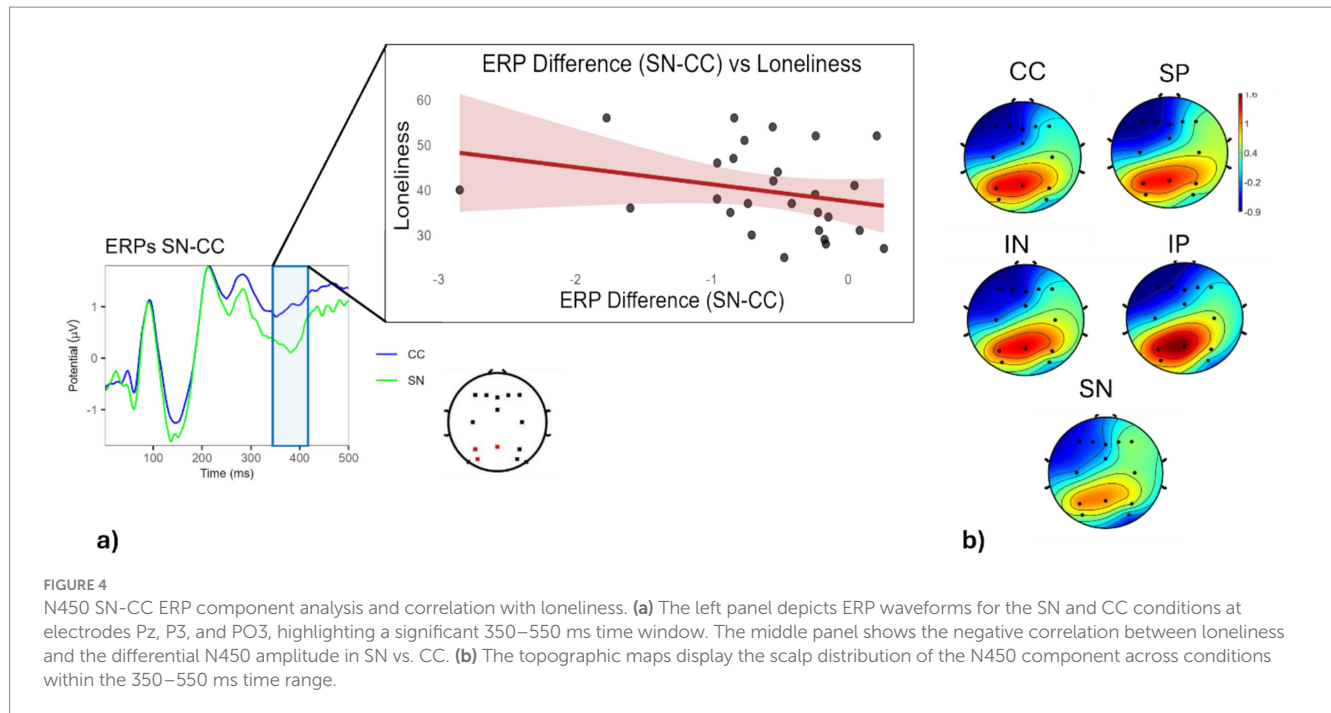 ERP Difference (SN-CC) vs Loneliness
60
50
40
30
Loneliness
-3
-2
-1
0
ERP Difference (SN-CC)
ERPs SN-CC
1
0
-1
Potential (µV)
100
200
300
400
500
Time (ms)
CC
SN
a)
CC
SP
1.6
1
0.4
-0.2
-0.9
IN
IP
SN
b)
FIGURE 4
N450 SN-CC ERP component analysis and correlation with loneliness. (a) The left panel depicts ERP waveforms for the SN and CC conditions at
electrodes Pz, P3, and PO3, highlighting a significant 350–550 ms time window. The middle panel shows the negative correlation between loneliness
and the differential N450 amplitude in SN vs. CC. (b) The topographic maps display the scalp distribution of the N450 component across conditions
within the 350–550 ms time range.